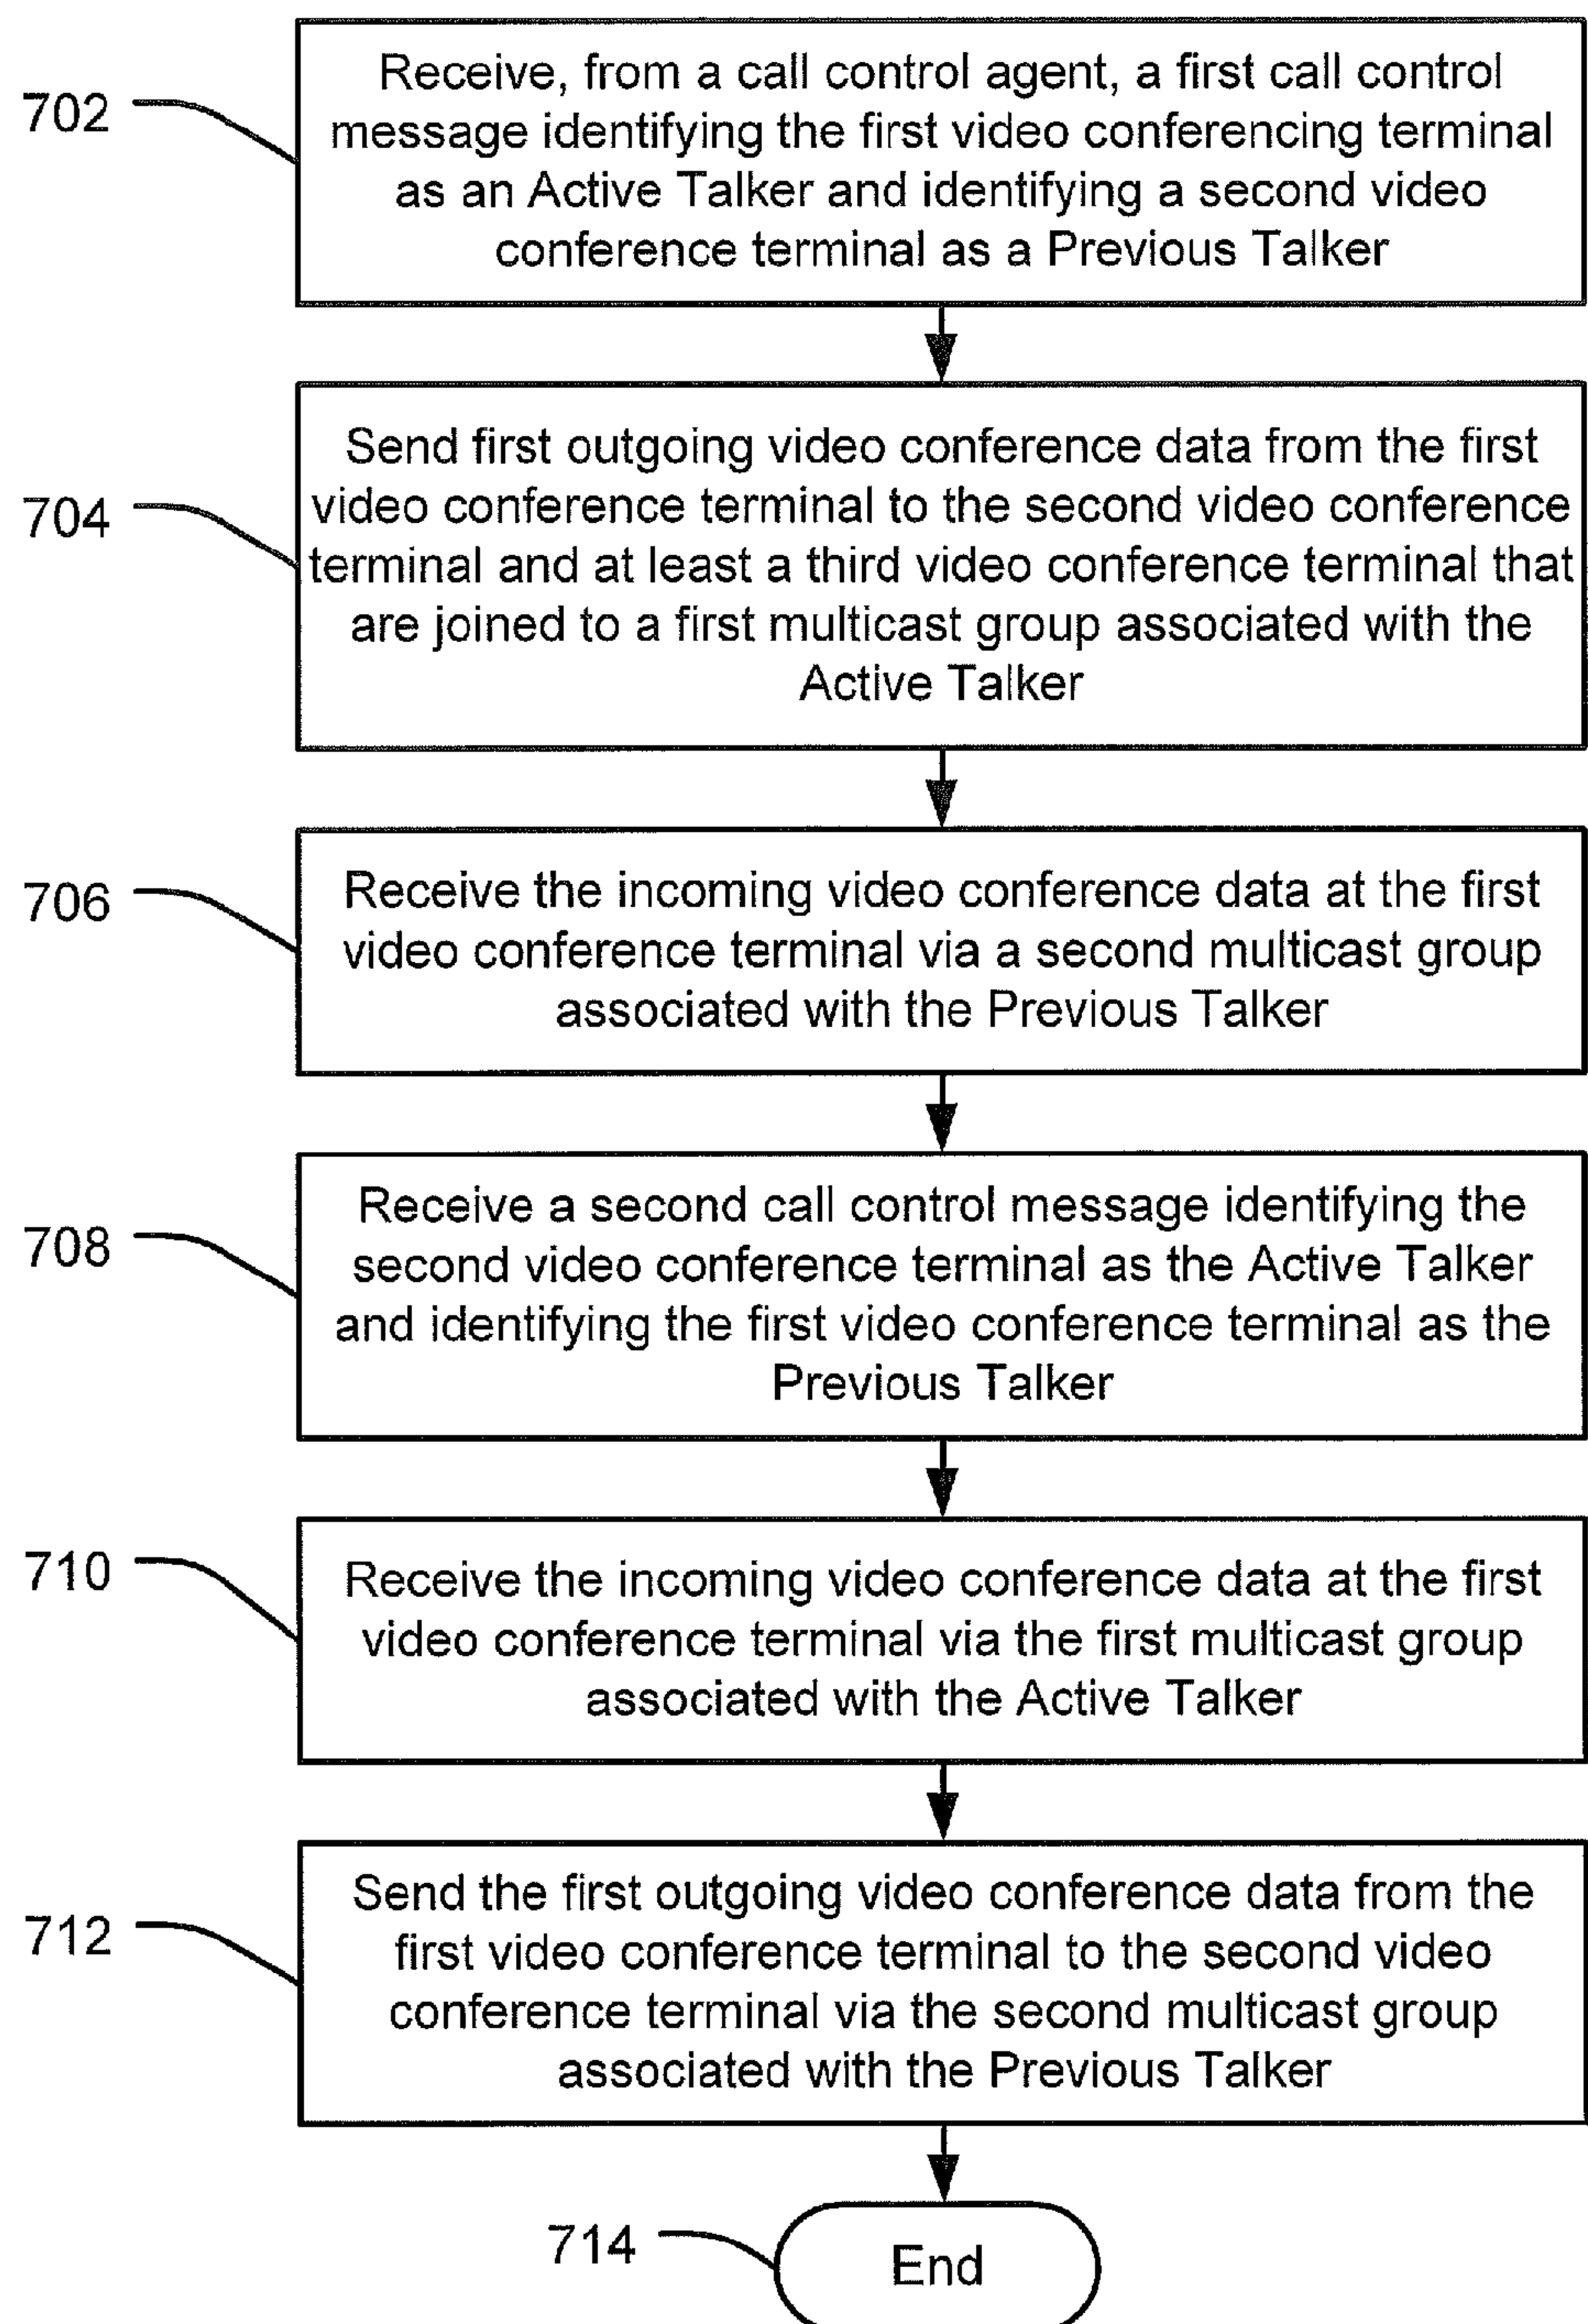 702
Receive, from a call control agent, a first call control
message identifying the first video conferencing terminal
as an Active Talker and identifying a second video
conference terminal as a Previous Talker
704
Send first outgoing video conference data from the first
video conference terminal to the second video conference
terminal and at least a third video conference terminal that
are joined to a first multicast group associated with the
Active Talker
706
Receive the incoming video conference data at the first
video conference terminal via a second multicast group
associated with the Previous Talker
708
Receive a second call control message identifying the
second video conference terminal as the Active Talker
and identifying the first video conference terminal as the
Previous Talker
710
Receive the incoming video conference data at the first
video conference terminal via the first multicast group
associated with the Active Talker
712
Send the first outgoing video conference data from the
first video conference terminal to the second video
conference terminal via the second multicast group
associated with the Previous Talker
714
End